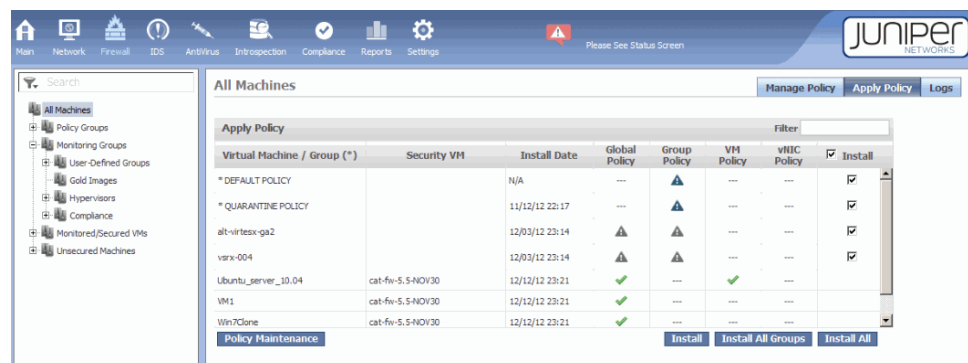 Main Network Firewall IDS AntiVirus Introspection Compliance Reports Settings
Please See Status Screen
JUNIPER
NETWORKS
Search
All Machines
Policy Groups
Monitoring Groups
User-Defined Groups
Gold Images
Hypervisors
Compliance
Monitored/Secured VMs
Unsecured Machines
All Machines
Manage Policy Apply Policy Logs
Apply Policy Filter
Virtual Machine / Group (*) Security VM Install Date Global Policy Group Policy VM Policy vNIC Policy Install
* DEFAULT POLICY N/A --- --- ---
* QUARANTINE POLICY 11/12/12 22:17 --- --- ---
alt-virtesx-ga2 12/03/12 23:14 --- ---
vsrx-004 12/03/12 23:14 --- ---
Ubuntu_server_10.04 cat-fw-5.5-NOV30 12/12/12 23:21 --- ---
VM1 cat-fw-5.5-NOV30 12/12/12 23:21 --- --- ---
Win7Clone cat-fw-5.5-NOV30 12/12/12 23:21 --- --- ---
Policy Maintenance Install Install All Groups Install All